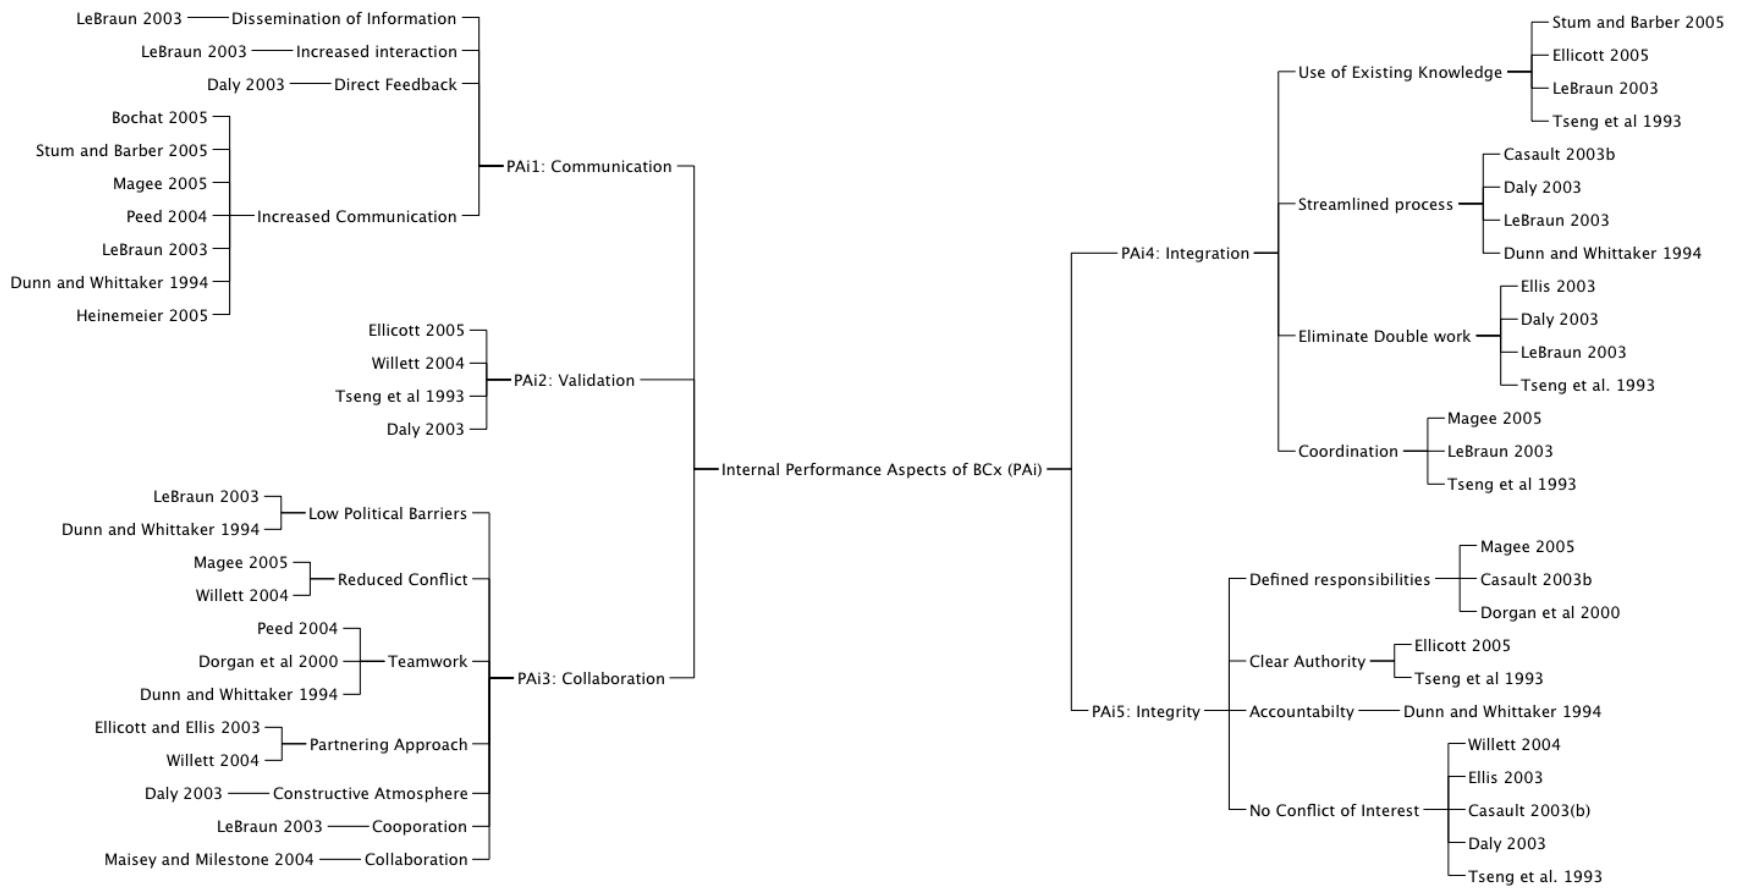 LeBraun 2003
Dissemination of Information
LeBraun 2003
Increased interaction
Daly 2003
Direct Feedback
Bochat 2005
Stum and Barber 2005
Magee 2005
Peed 2004
LeBraun 2003
Dunn and Whittaker 1994
Heinemeier 2005
Increased Communication
PAi1: Communication
Ellicott 2005
Willett 2004
Tseng et al 1993
Daly 2003
PAi2: Validation
LeBraun 2003
Dunn and Whittaker 1994
Low Political Barriers
Magee 2005
Willett 2004
Reduced Conflict
Peed 2004
Dorgan et al 2000
Dunn and Whittaker 1994
Teamwork
Ellicott and Ellis 2003
Willett 2004
Partnering Approach
Daly 2003
Constructive Atmosphere
LeBraun 2003
Cooporation
Maisey and Milestone 2004
Collaboration
PAi3: Collaboration
Internal Performance Aspects of BCx (PAi)
PAi4: Integration
Use of Existing Knowledge
Stum and Barber 2005
Ellicott 2005
LeBraun 2003
Tseng et al 1993
Streamlined process
Casault 2003b
Daly 2003
LeBraun 2003
Dunn and Whittaker 1994
Eliminate Double work
Ellis 2003
Daly 2003
LeBraun 2003
Tseng et al. 1993
Coordination
Magee 2005
LeBraun 2003
Tseng et al 1993
PAi5: Integrity
Defined responsibilities
Magee 2005
Casault 2003b
Dorgan et al 2000
Clear Authority
Ellicott 2005
Tseng et al 1993
Accountabilty
Dunn and Whittaker 1994
No Conflict of Interest
Willett 2004
Ellis 2003
Casault 2003(b)
Daly 2003
Tseng et al. 1993